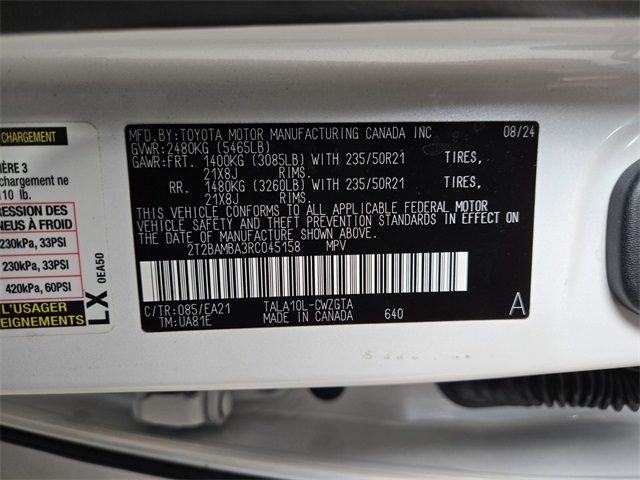 CHARGEMENT
IÈRE 3
chargement ne
10 lb.
RESSION DES
NEUS À FROID
230kPa, 33PSI
230kPa, 33PSI
420kPa, 60PSI
L'USAGER
EIGNEMENTS
LX 0EA50
MFD.BY:TOYOTA MOTOR MANUFACTURING CANADA INC 08/24
GVWR:2480KG (5465LB)
GAWR:FRT. 1400KG (3085LB) WITH 235/50R21 TIRES,
21X8J RIMS.
RR. 1480KG (3260LB) WITH 235/50R21 TIRES,
21X8J RIMS.
THIS VEHICLE CONFORMS TO ALL APPLICABLE FEDERAL MOTOR
VEHICLE SAFETY AND THEFT PREVENTION STANDARDS IN EFFECT ON
THE DATE OF MANUFACTURE SHOWN ABOVE.
2T2BAMBA3RC045158 MPV
C/TR:085/EA21 TALA10L-CWZGTA
TM:UA81E MADE IN CANADA 640 A